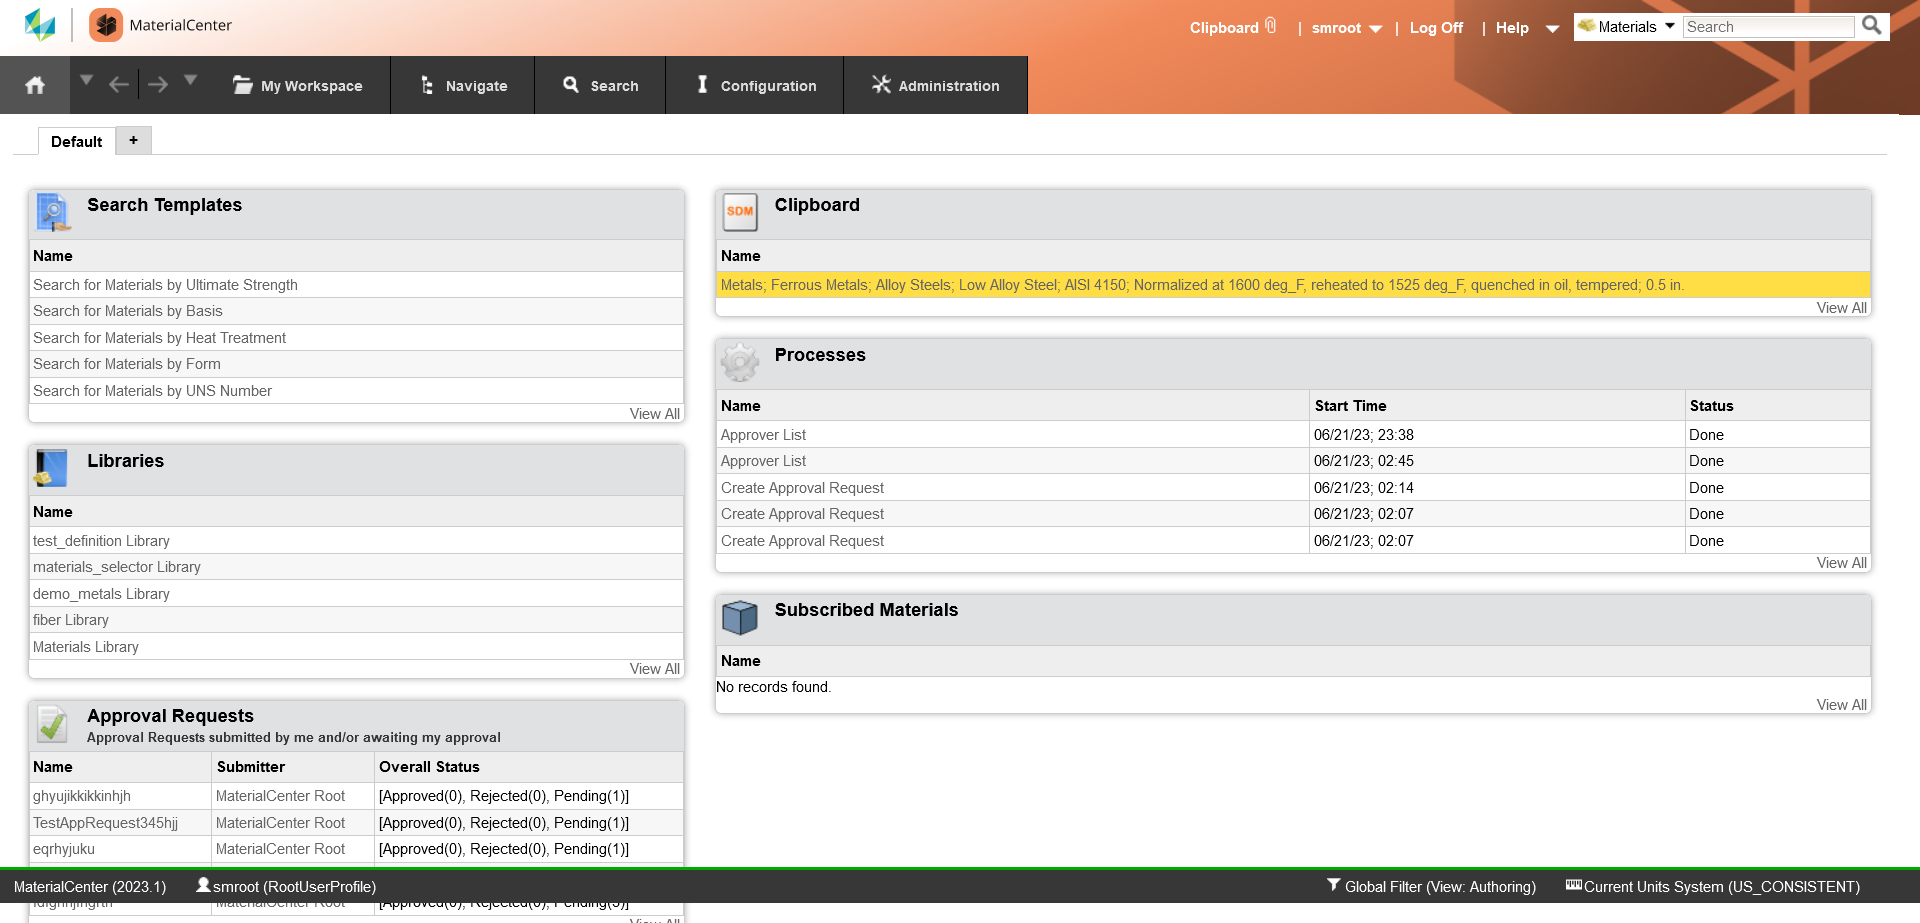 MaterialCenter
Clipboard | smroot | Log Off | Help
Materials Search
My Workspace Navigate Search Configuration Administration
Default +
Search Templates
Name
Search for Materials by Ultimate Strength
Search for Materials by Basis
Search for Materials by Heat Treatment
Search for Materials by Form
Search for Materials by UNS Number
View All
Libraries
Name
test_definition Library
materials_selector Library
demo_metals Library
fiber Library
Materials Library
View All
Approval Requests
Approval Requests submitted by me and/or awaiting my approval
Name Submitter Overall Status
ghyujikkikkinhjh MaterialCenter Root [Approved(0), Rejected(0), Pending(1)]
TestAppRequest345hjj MaterialCenter Root [Approved(0), Rejected(0), Pending(1)]
eqrhyjuku MaterialCenter Root [Approved(0), Rejected(0), Pending(1)]
SDM
Clipboard
Name
Metals; Ferrous Metals; Alloy Steels; Low Alloy Steel; AISI 4150; Normalized at 1600 deg_F, reheated to 1525 deg_F, quenched in oil, tempered; 0.5 in.
View All
Processes
Name Start Time Status
Approver List 06/21/23; 23:38 Done
Approver List 06/21/23; 02:45 Done
Create Approval Request 06/21/23; 02:14 Done
Create Approval Request 06/21/23; 02:07 Done
Create Approval Request 06/21/23; 02:07 Done
View All
Subscribed Materials
Name
No records found.
View All
MaterialCenter (2023.1) smroot (RootUserProfile) Global Filter (View: Authoring) Current Units System (US_CONSISTENT)